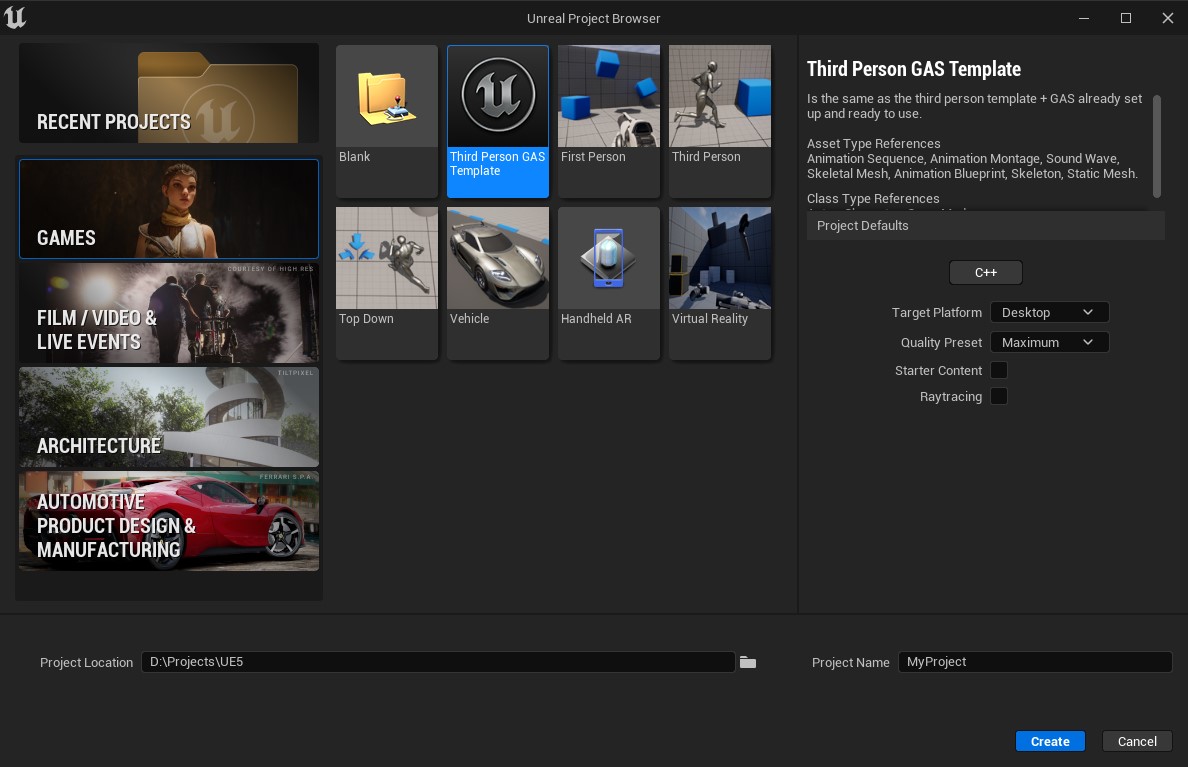 Unreal Project Browser
RECENT PROJECTS
GAMES
COURTESY OF HIGH RES
FILM / VIDEO &
LIVE EVENTS
TILTPIXEL
ARCHITECTURE
FERRARI S.P.A.
AUTOMOTIVE
PRODUCT DESIGN &
MANUFACTURING
Blank
Third Person GAS
Template
First Person
Third Person
Top Down
Vehicle
Handheld AR
Virtual Reality
Third Person GAS Template
Is the same as the third person template + GAS already set
up and ready to use.
Asset Type References
Animation Sequence, Animation Montage, Sound Wave,
Skeletal Mesh, Animation Blueprint, Skeleton, Static Mesh.
Class Type References
Project Defaults
C++
Target Platform Desktop
Quality Preset Maximum
Starter Content
Raytracing
Project Location D:\Projects\UE5
Project Name MyProject
Create Cancel